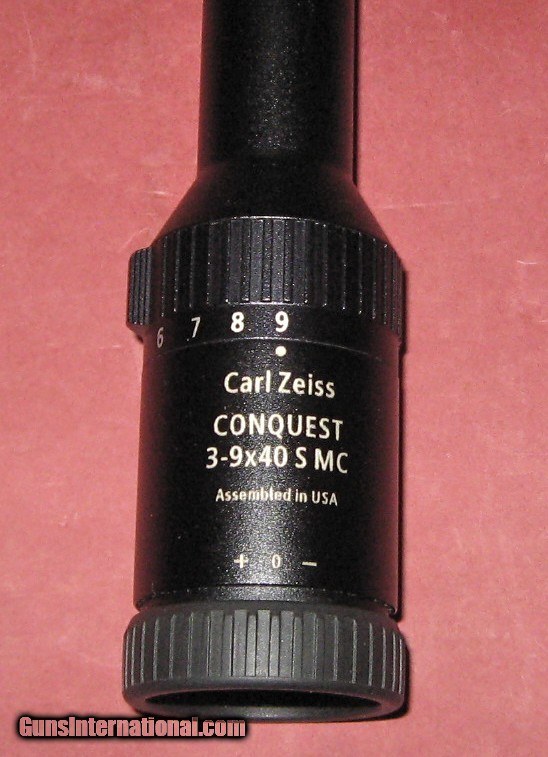 6 7 8 9
Carl Zeiss
CONQUEST
3-9x40 S MC
Assembled in USA
+ 0 –
GunsInternational.com